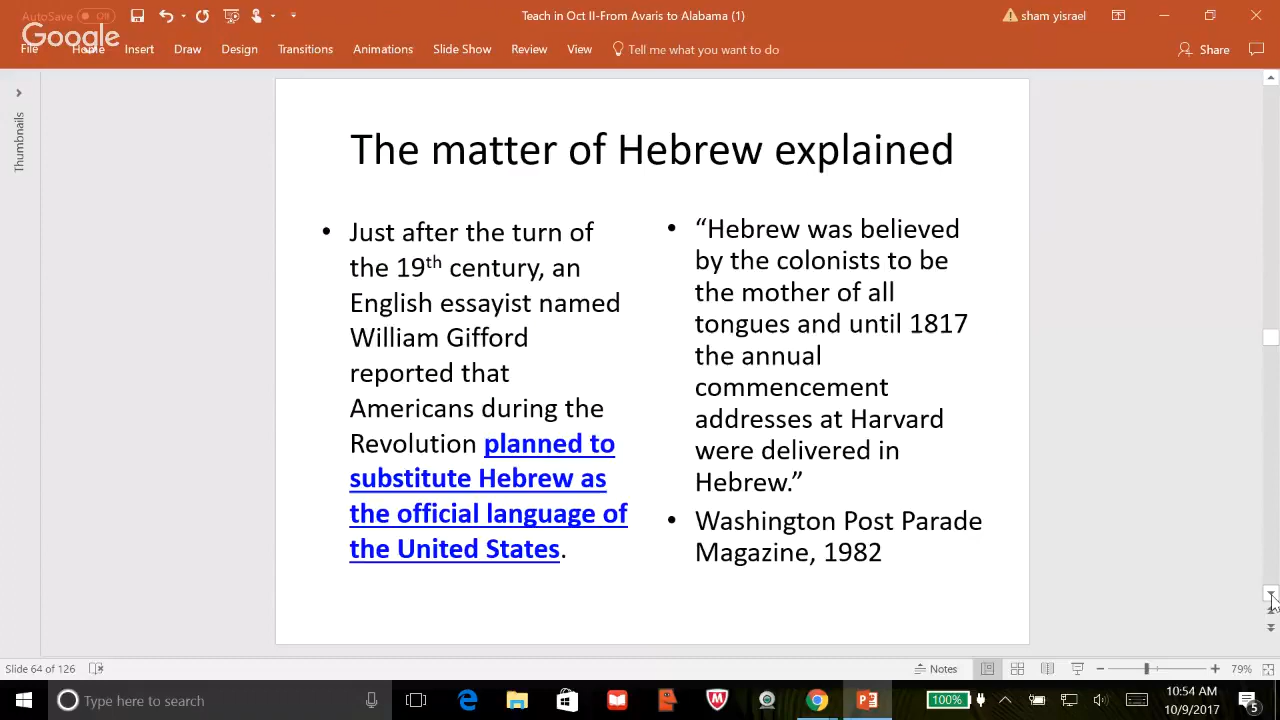 AutoSave Off
Teach in Oct II-From Avaris to Alabama (1)
sham yisrael
Google
File
Home
Insert
Draw
Design
Transitions
Animations
Slide Show
Review
View
Tell me what you want to do
Share
Thumbnails
The matter of Hebrew explained
• Just after the turn of
the 19th century, an
English essayist named
William Gifford
reported that
Americans during the
Revolution planned to
substitute Hebrew as
the official language of
the United States.
• “Hebrew was believed
by the colonists to be
the mother of all
tongues and until 1817
the annual
commencement
addresses at Harvard
were delivered in
Hebrew.”
• Washington Post Parade
Magazine, 1982
Slide 64 of 126
Notes
79%
Type here to search
100%
10:54 AM
10/9/2017
5